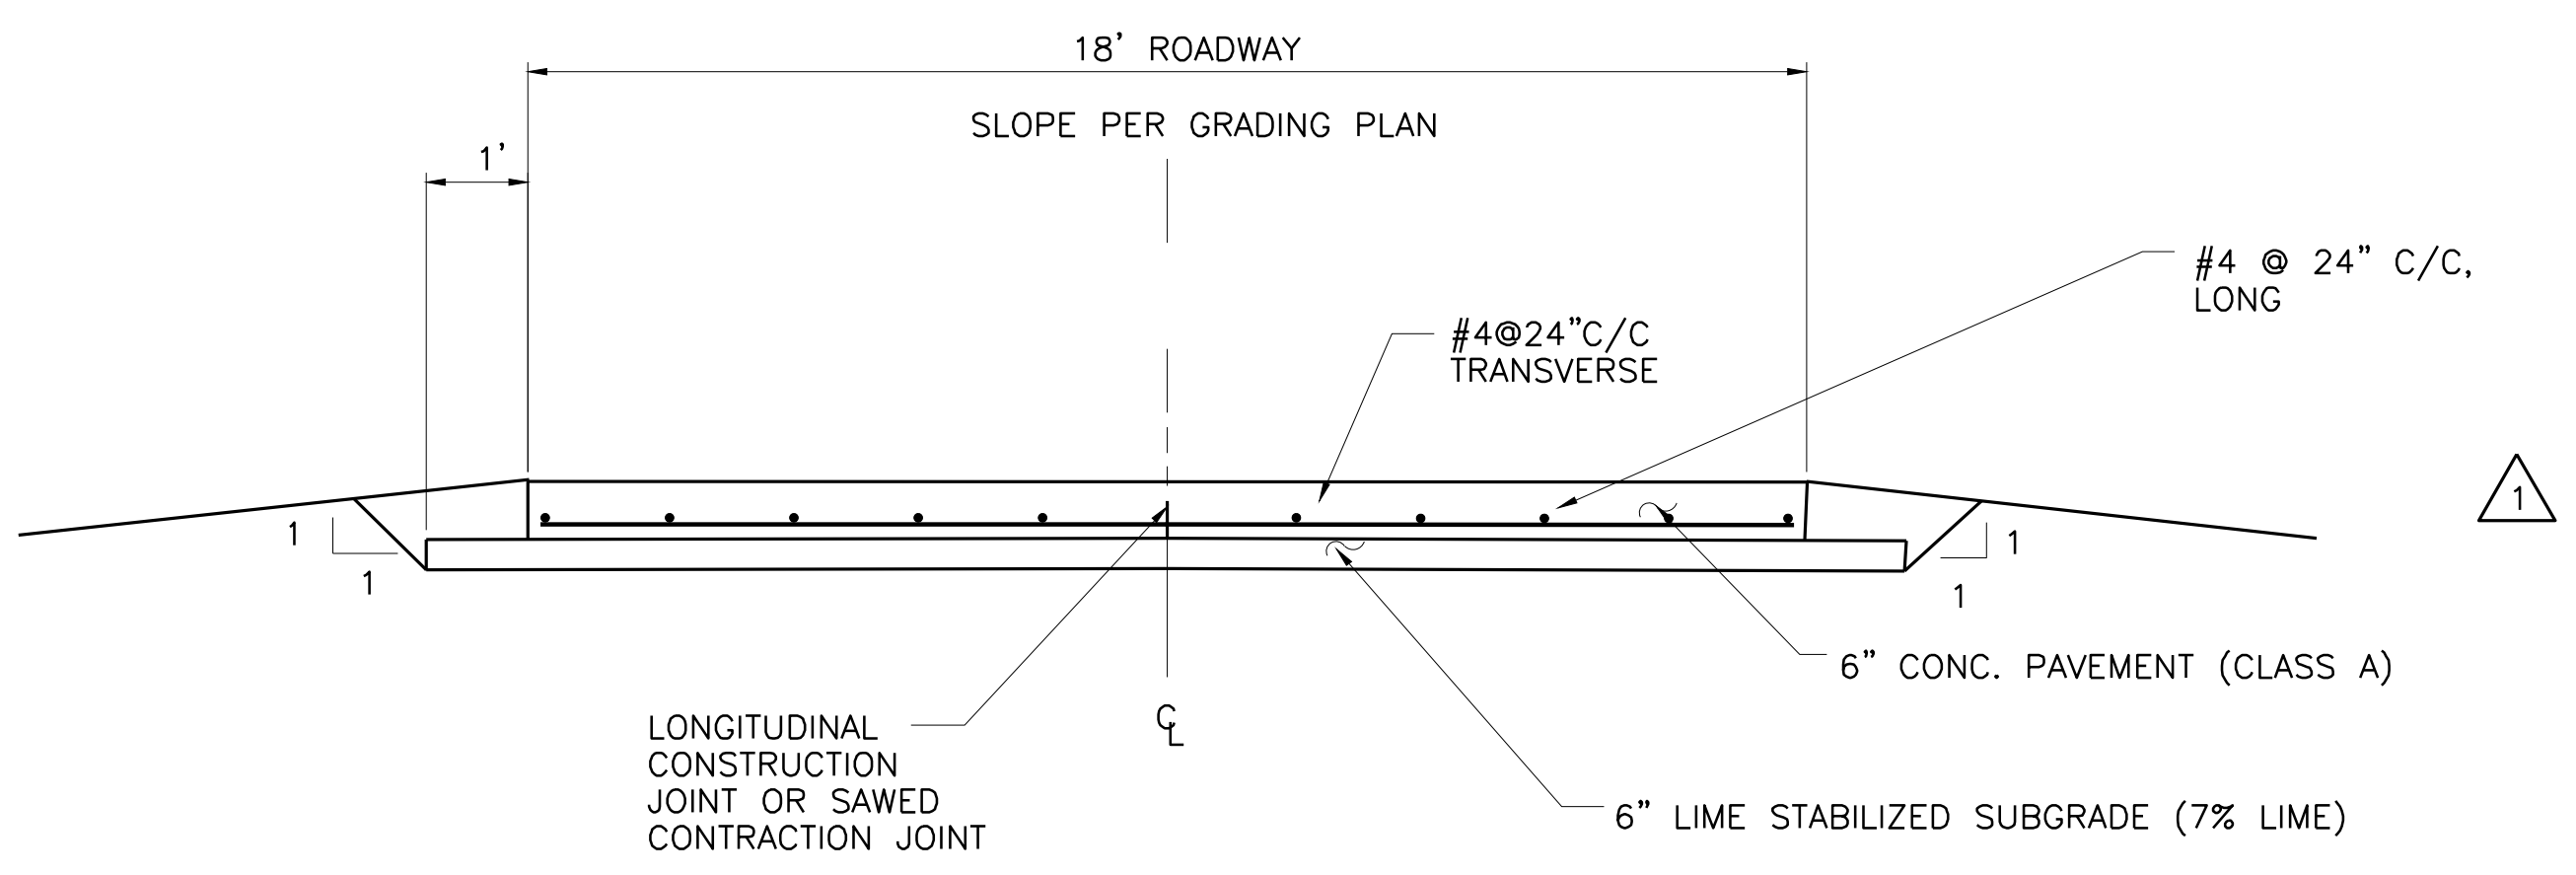 18' ROADWAY
SLOPE PER GRADING PLAN
1'
#4 @ 24" C/C,
LONG
#4@24"C/C
TRANSVERSE
1
1
1
1
1
6" CONC. PAVEMENT (CLASS A)
LONGITUDINAL
CONSTRUCTION
JOINT OR SAWED
CONTRACTION JOINT
CL
6" LIME STABILIZED SUBGRADE (7% LIME)